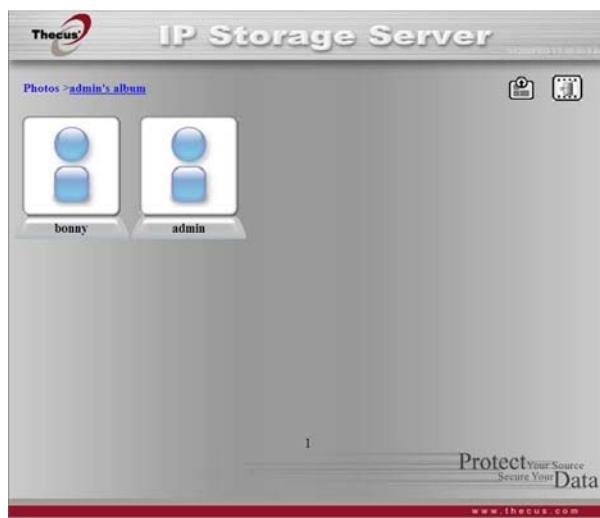 Thecus
IP Storage Server
Photos >admin's album
bonny
admin
1
Protect Your Source
Secure Your Data
www.thecus.com